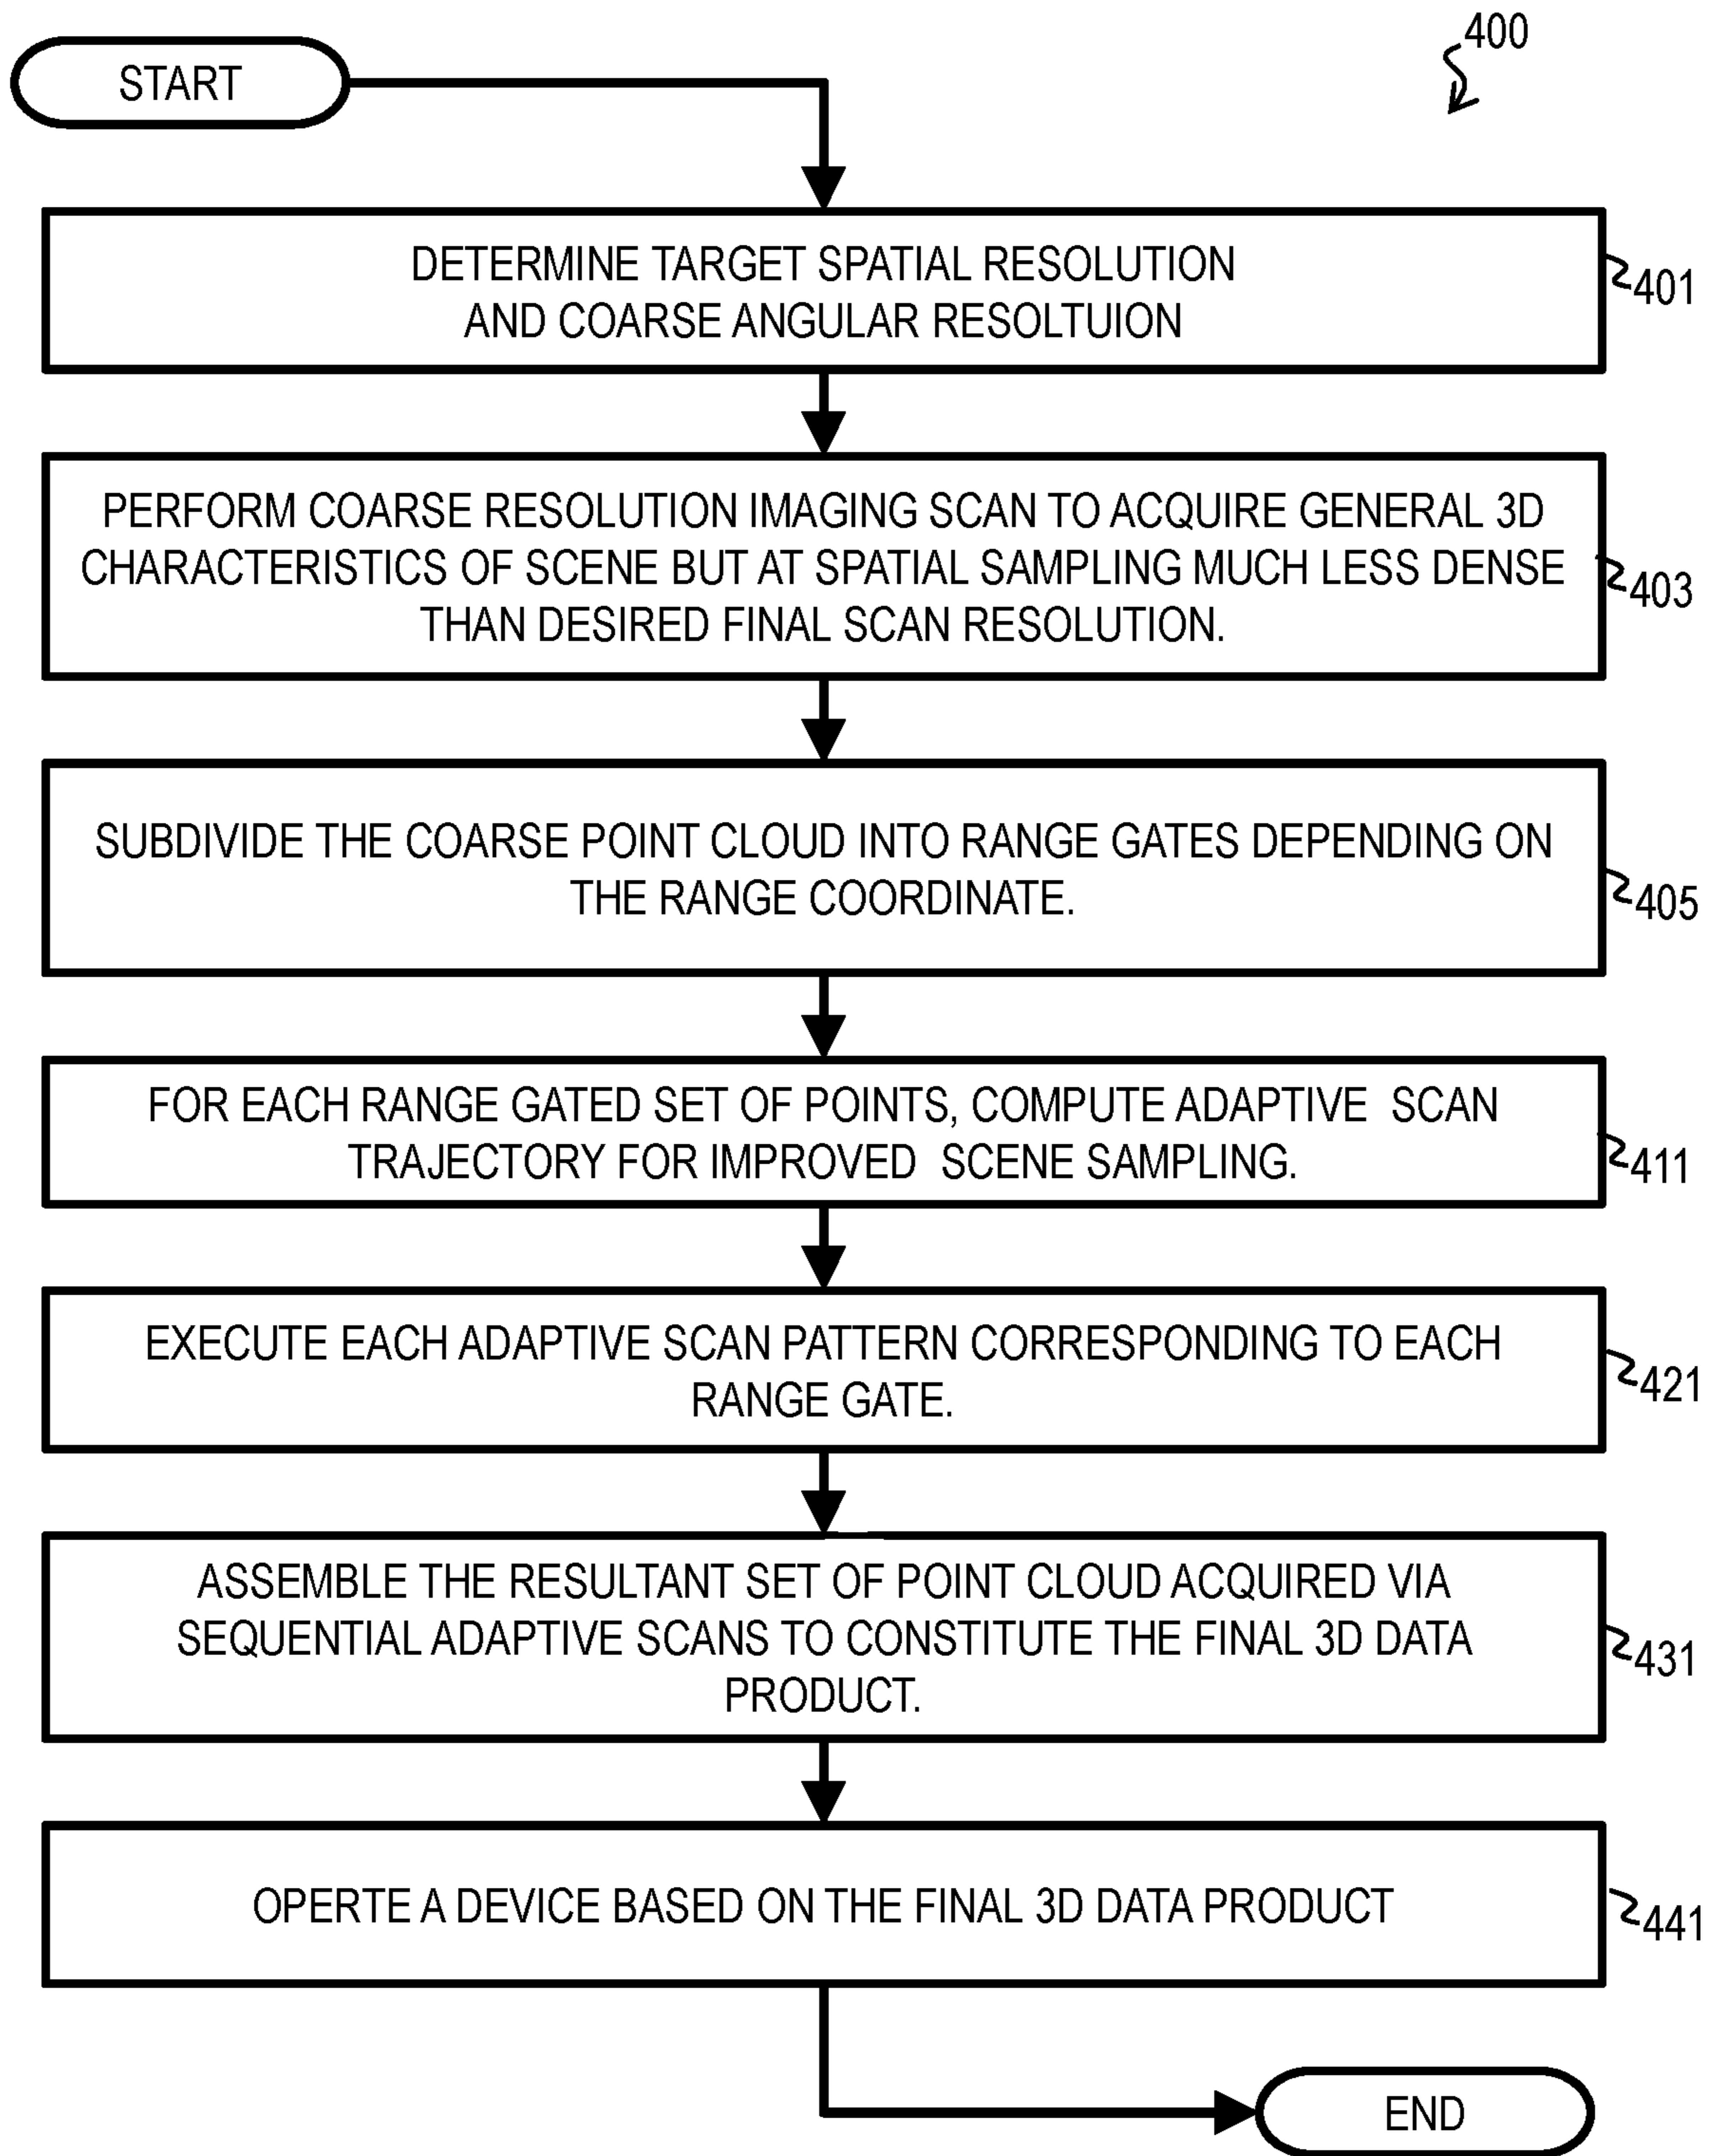 400
START
DETERMINE TARGET SPATIAL RESOLUTION
AND COARSE ANGULAR RESOLTUION
401
PERFORM COARSE RESOLUTION IMAGING SCAN TO ACQUIRE GENERAL 3D
CHARACTERISTICS OF SCENE BUT AT SPATIAL SAMPLING MUCH LESS DENSE
THAN DESIRED FINAL SCAN RESOLUTION.
403
SUBDIVIDE THE COARSE POINT CLOUD INTO RANGE GATES DEPENDING ON
THE RANGE COORDINATE.
405
FOR EACH RANGE GATED SET OF POINTS, COMPUTE ADAPTIVE SCAN
TRAJECTORY FOR IMPROVED SCENE SAMPLING.
411
EXECUTE EACH ADAPTIVE SCAN PATTERN CORRESPONDING TO EACH
RANGE GATE.
421
ASSEMBLE THE RESULTANT SET OF POINT CLOUD ACQUIRED VIA
SEQUENTIAL ADAPTIVE SCANS TO CONSTITUTE THE FINAL 3D DATA
PRODUCT.
431
OPERTE A DEVICE BASED ON THE FINAL 3D DATA PRODUCT
441
END